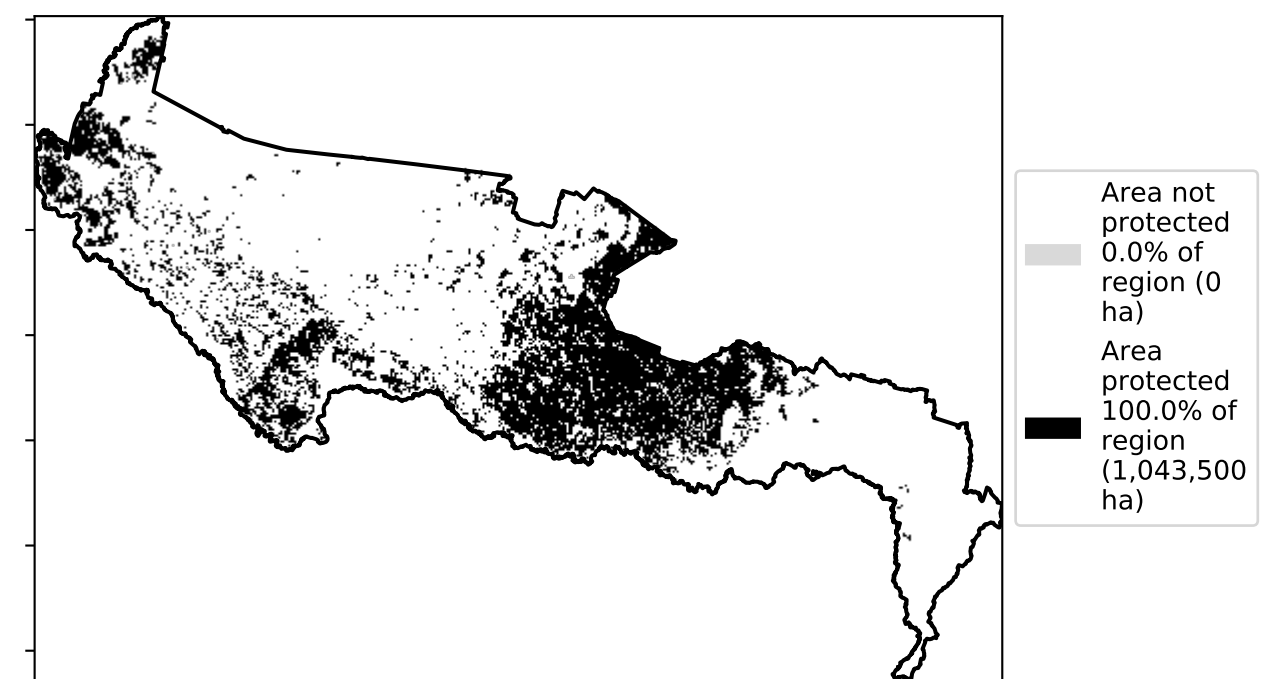 Area not
protected
0.0% of
region (0
ha)
Area
protected
100.0% of
region
(1,043,500
ha)